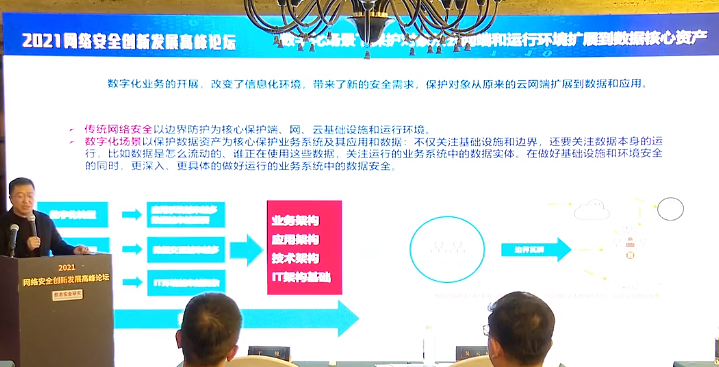 2021网络安全创新发展高峰论坛
和运行环境扩展到数据核心资产
数字化业务的开展，改变了信息化环境，带来了新的安全需求，保护对象从原来的云网端扩展到数据和应用。
传统网络安全以边界防护为核心保护端、网、云基础设施和运行环境。
数字化场景以保护数据资产为核心保护业务系统及其应用和数据：不仅关注基础设施和边界，还要关注数据本身的运
行，比如数据是怎么流动的、谁正在使用这些数据，关注运行的业务系统中的数据实体，在做好基础设施和环境安全
的同时，更深入、更具体的做好运行的业务系统中的数据安全。
业务架构
应用架构
技术架构
IT架构基础
边界瓦解
2021
网络安全创新发展高峰论坛